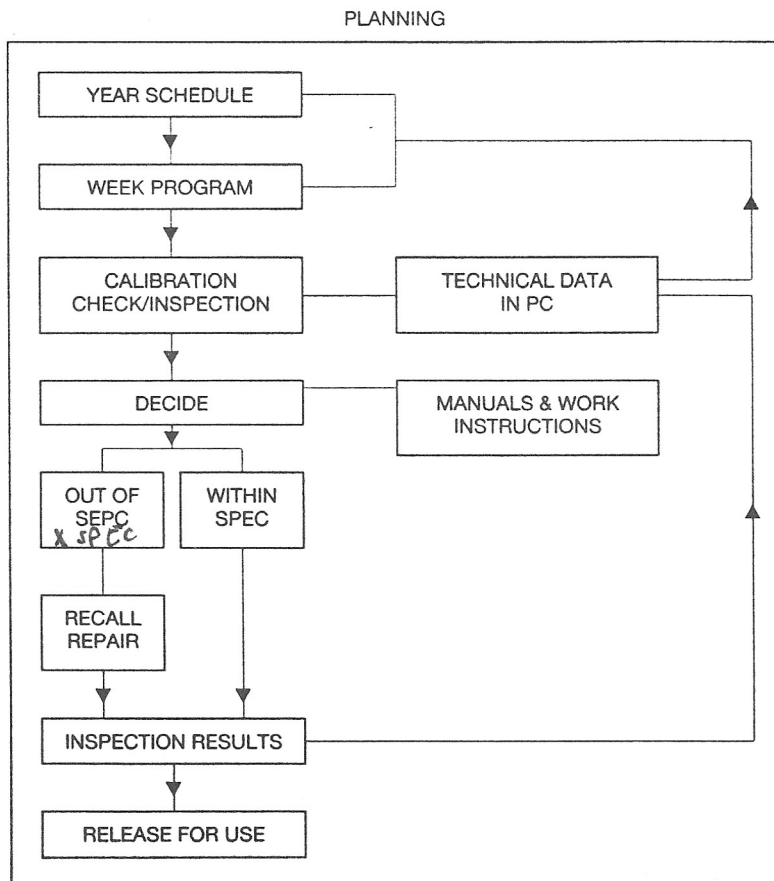 PLANNING
YEAR SCHEDULE
WEEK PROGRAM
CALIBRATION
CHECK/INSPECTION
TECHNICAL DATA
IN PC
DECIDE
MANUALS & WORK
INSTRUCTIONS
OUT OF
SEPC
X SPEC
WITHIN
SPEC
RECALL
REPAIR
INSPECTION RESULTS
RELEASE FOR USE